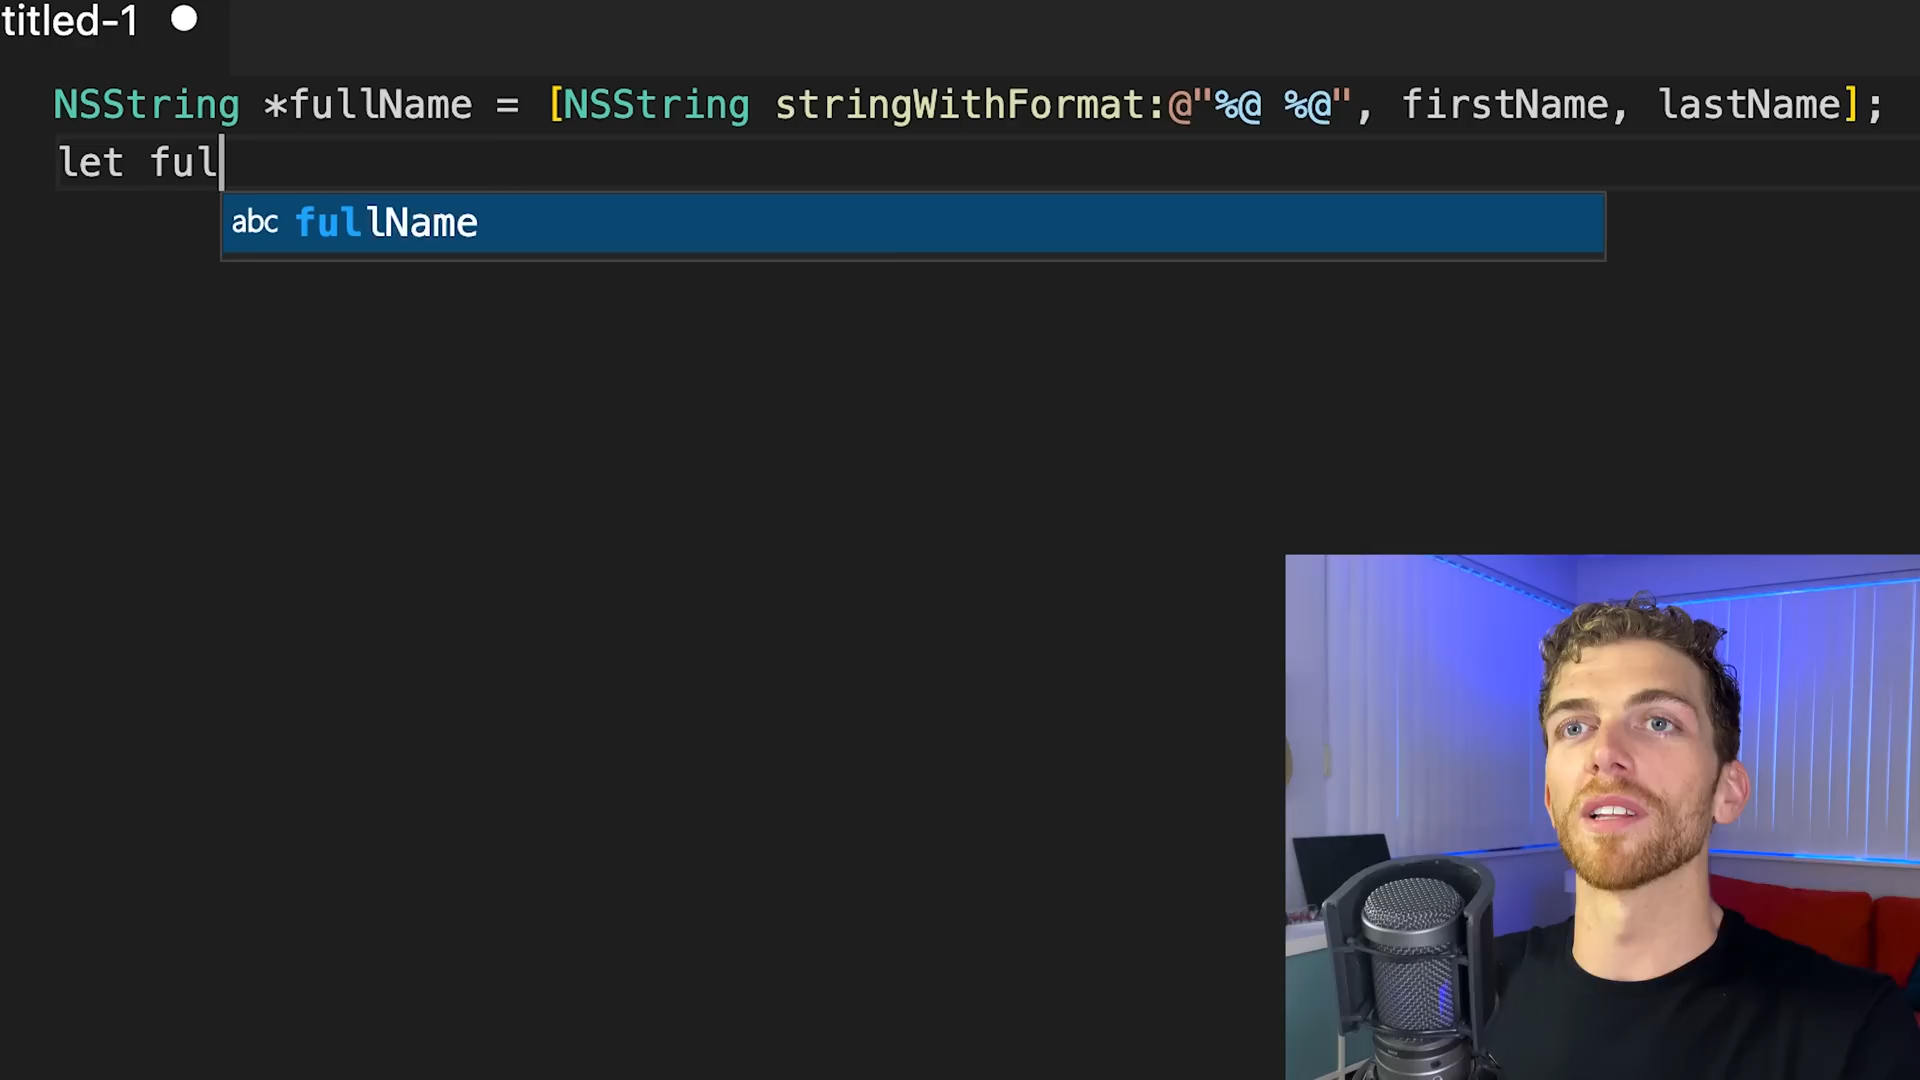 titled-1
NSString *fullName = [NSString stringWithFormat:@"%@ %@", firstName, lastName];
let ful
abc fullName